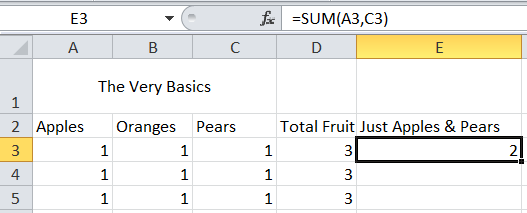 E3 fx =SUM(A3,C3)
A B C D E
1 The Very Basics
2 Apples Oranges Pears Total Fruit Just Apples & Pears
3 1 1 1 3 2
4 1 1 1 3
5 1 1 1 3